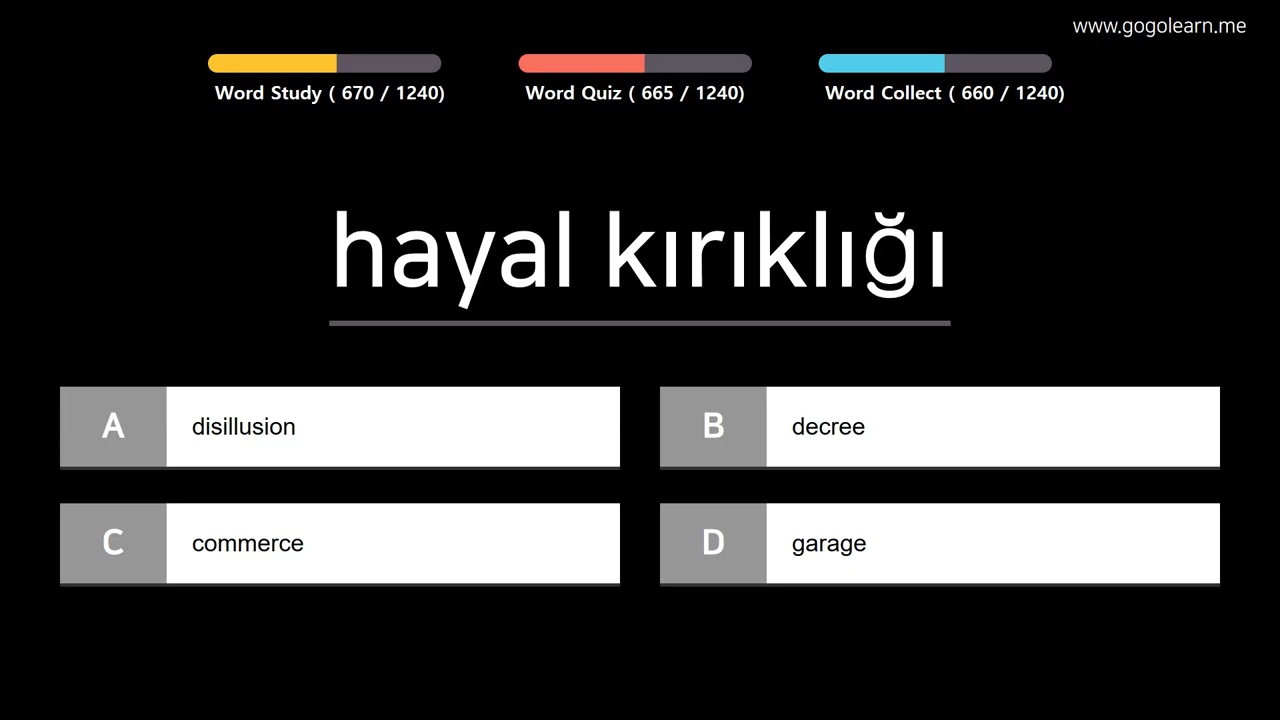 www.gogolearn.me
Word Study ( 670 / 1240)
Word Quiz ( 665 / 1240)
Word Collect ( 660 / 1240)
hayal kırıklığı
A disillusion
B decree
C commerce
D garage